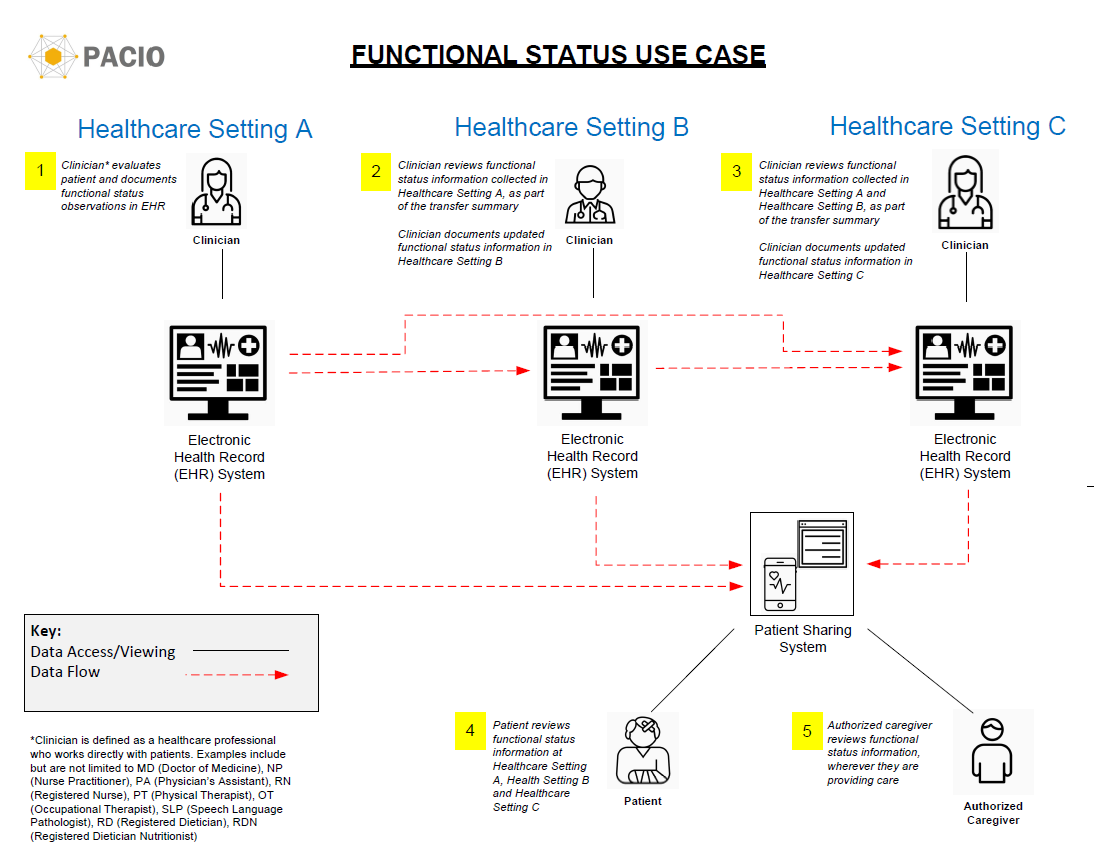 PACIO
FUNCTIONAL STATUS USE CASE
Healthcare Setting A
Healthcare Setting B
Healthcare Setting C
1
Clinician* evaluates
patient and documents
functional status
observations in EHR
Clinician
2
Clinician reviews functional
status information collected in
Healthcare Setting A, as part
of the transfer summary
Clinician documents updated
functional status information in
Healthcare Setting B
Clinician
3
Clinician reviews functional
status information collected in
Healthcare Setting A and
Healthcare Setting B, as part
of the transfer summary
Clinician documents updated
functional status information in
Healthcare Setting C
Clinician
Electronic
Health Record
(EHR) System
Electronic
Health Record
(EHR) System
Electronic
Health Record
(EHR) System
Patient Sharing
System
Key:
Data Access/Viewing
Data Flow
4
Patient reviews
functional status
information at
Healthcare Setting
A, Health Setting B
and Healthcare
Setting C
Patient
5
Authorized caregiver
reviews functional
status information,
wherever they are
providing care
Authorized
Caregiver
*Clinician is defined as a healthcare professional
who works directly with patients. Examples include
but are not limited to MD (Doctor of Medicine), NP
(Nurse Practitioner), PA (Physician's Assistant), RN
(Registered Nurse), PT (Physical Therapist), OT
(Occupational Therapist), SLP (Speech Language
Pathologist), RD (Registered Dietician), RDN
(Registered Dietician Nutritionist)